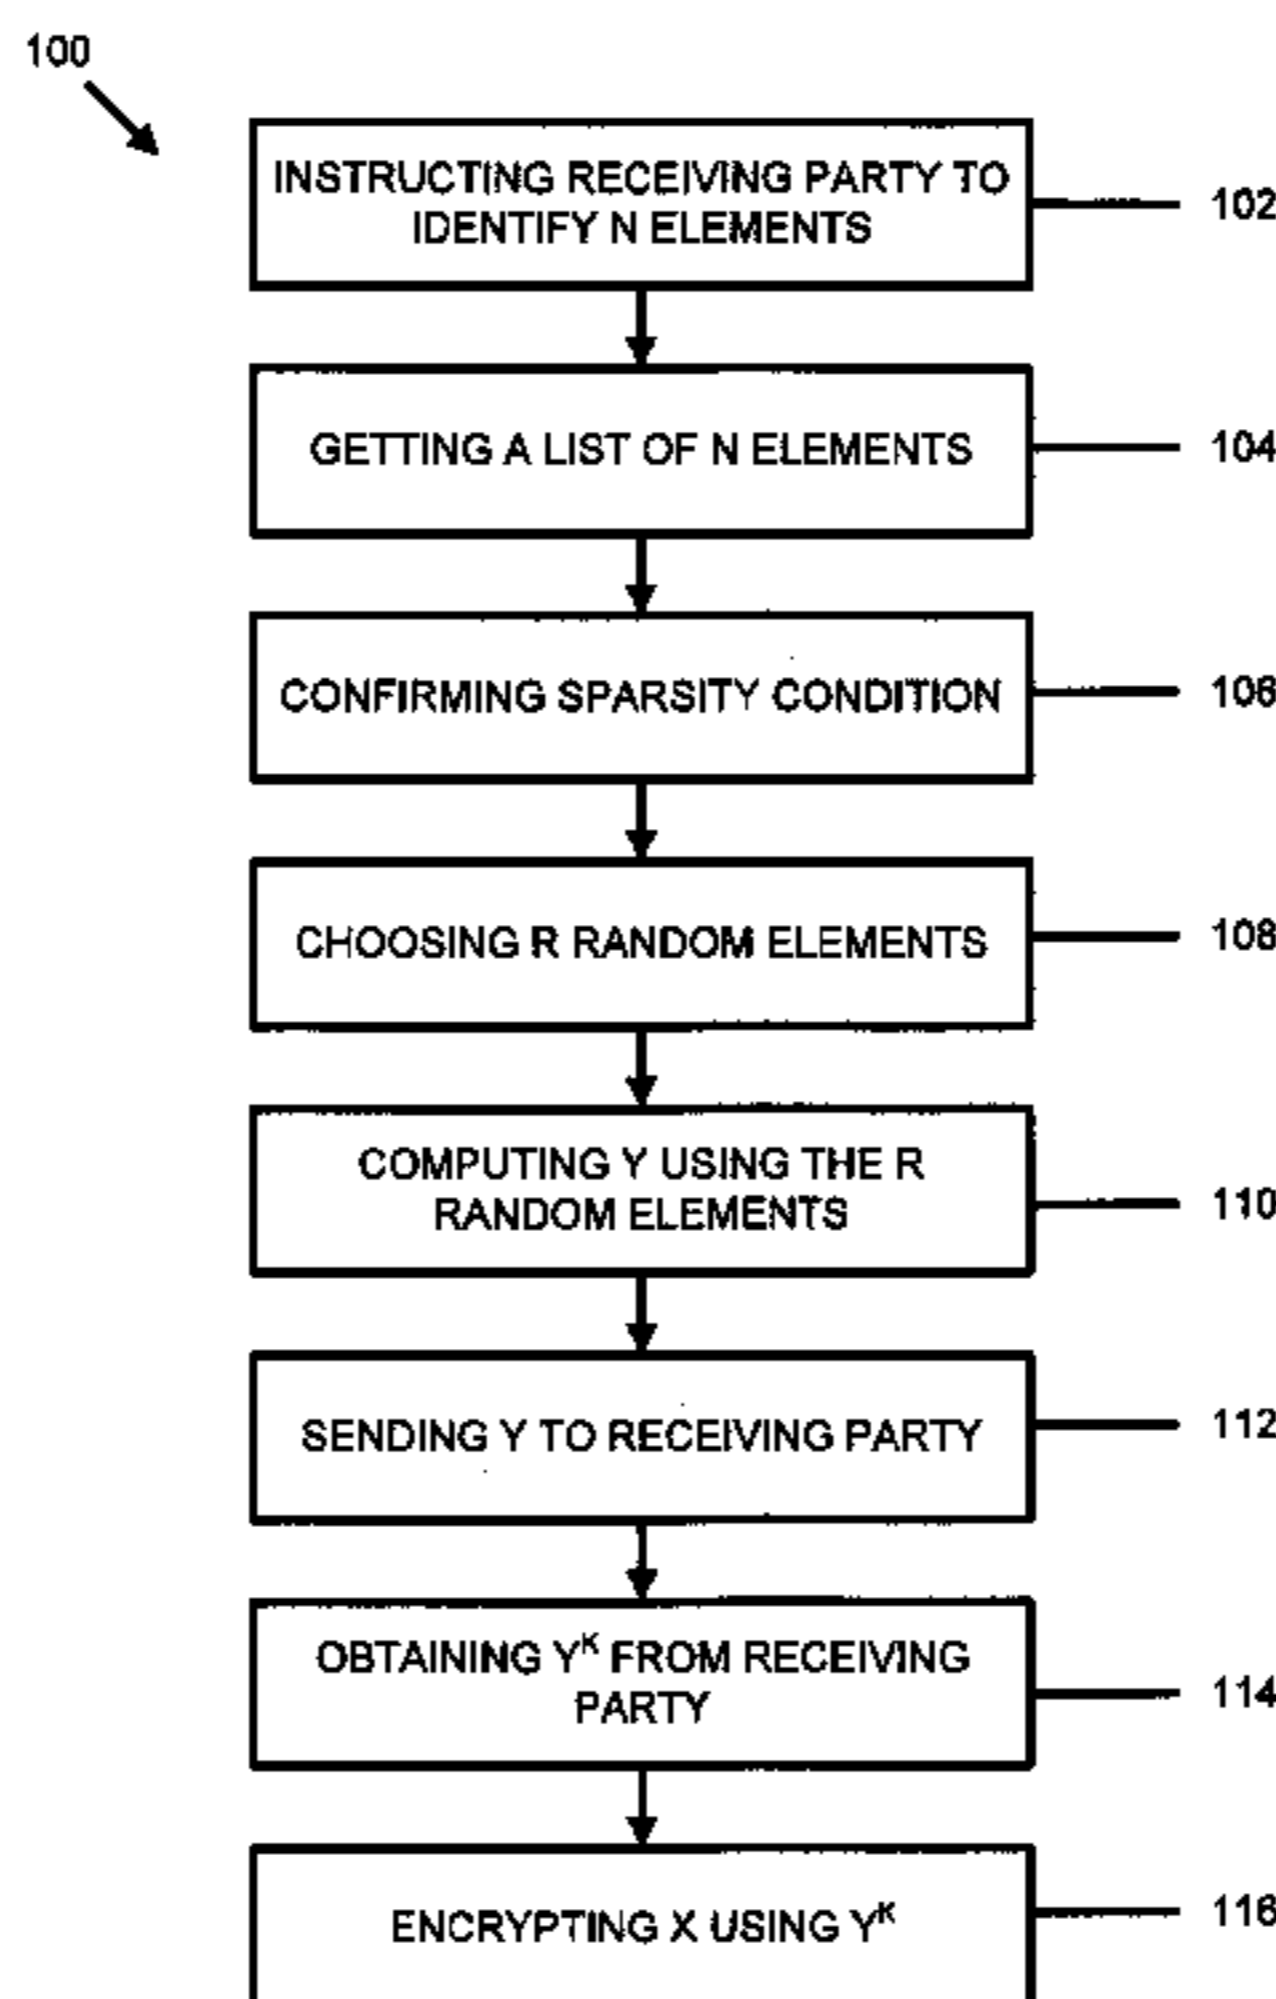 100
INSTRUCTING RECEIVING PARTY TO
IDENTIFY N ELEMENTS
102
GETTING A LIST OF N ELEMENTS
104
CONFIRMING SPARSITY CONDITION
106
CHOOSING R RANDOM ELEMENTS
108
COMPUTING Y USING THE R
RANDOM ELEMENTS
110
SENDING Y TO RECEIVING PARTY
112
OBTAINING Y^K FROM RECEIVING
PARTY
114
ENCRYPTING X USING Y^K
116